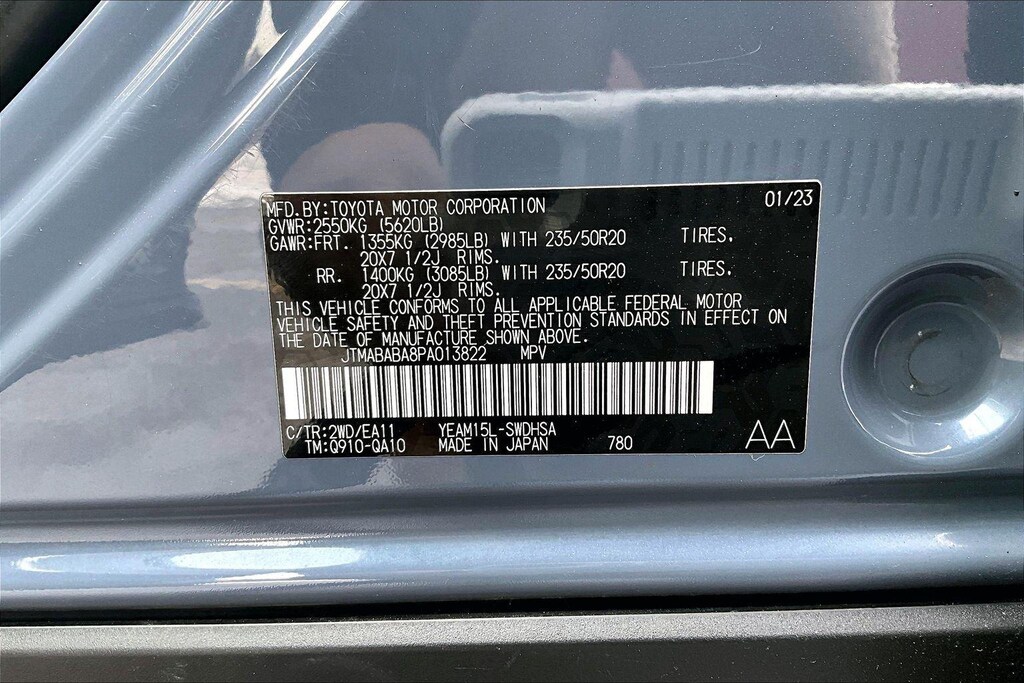 MFD.BY:TOYOTA MOTOR CORPORATION 01/23
GVWR:2550KG (5620LB)
GAWR:FRT. 1355KG (2985LB) WITH 235/50R20 TIRES.
20X7 1/2J RIMS.
RR. 1400KG (3085LB) WITH 235/50R20 TIRES.
20X7 1/2J RIMS.
THIS VEHICLE CONFORMS TO ALL APPLICABLE FEDERAL MOTOR
VEHICLE SAFETY AND THEFT PREVENTION STANDARDS IN EFFECT ON
THE DATE OF MANUFACTURE SHOWN ABOVE.
JTMABABA8PA013822 MPV
C/TR:2WD/EA11 YEAM15L-SWDHSA
TM:Q910-QA10 MADE IN JAPAN 780 AA